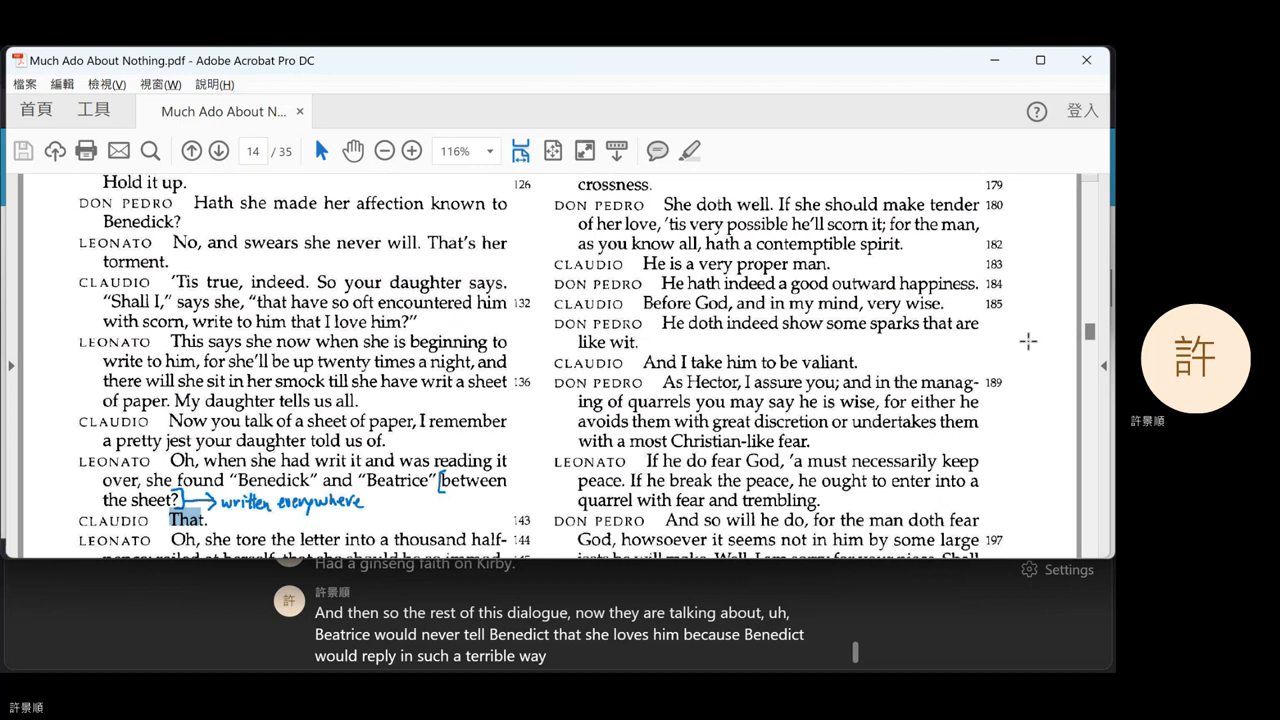 Much Ado About Nothing.pdf - Adobe Acrobat Pro DC
檔案 編輯 檢視(V) 視窗(W) 說明(H)
首頁 工具 Much Ado About N... × ? 登入
14 / 35 116%
Hold it up. 126
DON PEDRO Hath she made her affection known to
Benedick?
LEONATO No, and swears she never will. That's her
torment.
CLAUDIO 'Tis true, indeed. So your daughter says.
"Shall I," says she, "that have so oft encountered him 132
with scorn, write to him that I love him?"
LEONATO This says she now when she is beginning to
write to him, for she'll be up twenty times a night, and
there will she sit in her smock till she have writ a sheet 136
of paper. My daughter tells us all.
CLAUDIO Now you talk of a sheet of paper, I remember
a pretty jest your daughter told us of.
LEONATO Oh, when she had writ it and was reading it
over, she found "Benedick" and "Beatrice" [between
the sheet?] → written everywhere
CLAUDIO That. 143
LEONATO Oh, she tore the letter into a thousand half-
144
crossness. 179
DON PEDRO She doth well. If she should make tender 180
of her love, 'tis very possible he'll scorn it; for the man,
as you know all, hath a contemptible spirit. 182
CLAUDIO He is a very proper man. 183
DON PEDRO He hath indeed a good outward happiness. 184
CLAUDIO Before God, and in my mind, very wise. 185
DON PEDRO He doth indeed show some sparks that are
like wit.
CLAUDIO And I take him to be valiant.
DON PEDRO As Hector, I assure you; and in the manag- 189
ing of quarrels you may say he is wise, for either he
avoids them with great discretion or undertakes them
with a most Christian-like fear.
LEONATO If he do fear God, 'a must necessarily keep
peace. If he break the peace, he ought to enter into a
quarrel with fear and trembling.
DON PEDRO And so will he do, for the man doth fear
God, howsoever it seems not in him by some large 197
Had a ginseng faith on Kirby.
Settings
許 許景順
And then so the rest of this dialogue, now they are talking about, uh,
Beatrice would never tell Benedict that she loves him because Benedict
would reply in such a terrible way
許
許景順
許景順